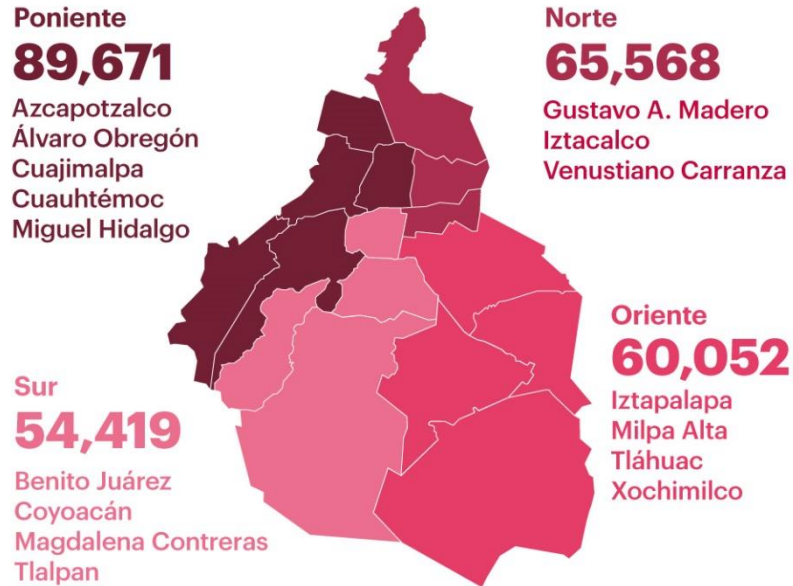 Poniente
89,671
Azcapotzalco
Álvaro Obregón
Cuajimalpa
Cuauhtémoc
Miguel Hidalgo
Norte
65,568
Gustavo A. Madero
Iztacalco
Venustiano Carranza
Sur
54,419
Benito Juárez
Coyoacán
Magdalena Contreras
Tlalpan
Oriente
60,052
Iztapalapa
Milpa Alta
Tláhuac
Xochimilco